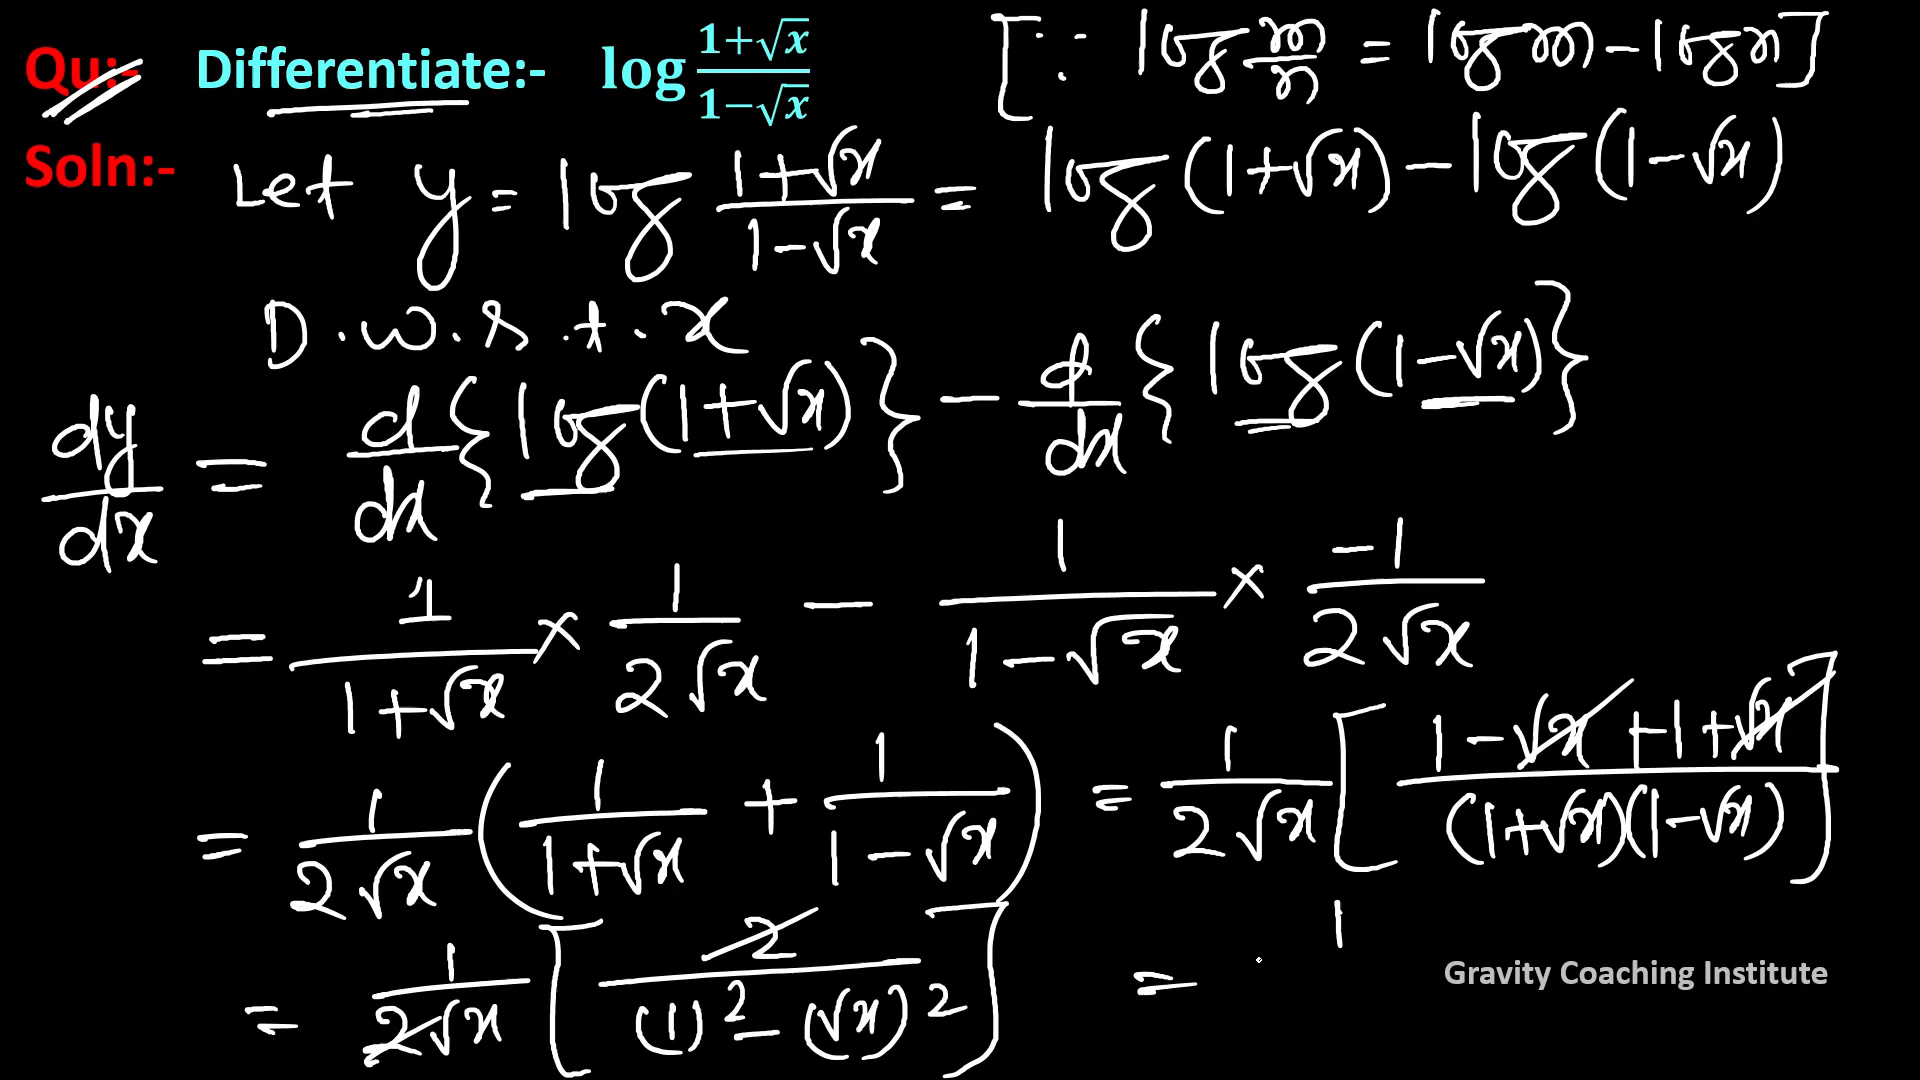 Qu:- Differentiate:- log (1+√x)/(1−√x) [∵ log m/n = log m − log n]
Soln:- Let y = log (1+√x)/(1−√x) = log(1+√x) − log(1−√x)
D.w.r.t.x
dy/dx = d/dx{log(1+√x)} − d/dx{log(1−√x)}
= 1/(1+√x) × 1/(2√x) − 1/(1−√x) × −1/(2√x)
= 1/(2√x) (1/(1+√x) + 1/(1−√x)) = 1/(2√x) [(1−√x+1+√x)/((1+√x)(1−√x))]
= 1/(2√x) [2/((1)²−(√x)²)] = 1
Gravity Coaching Institute